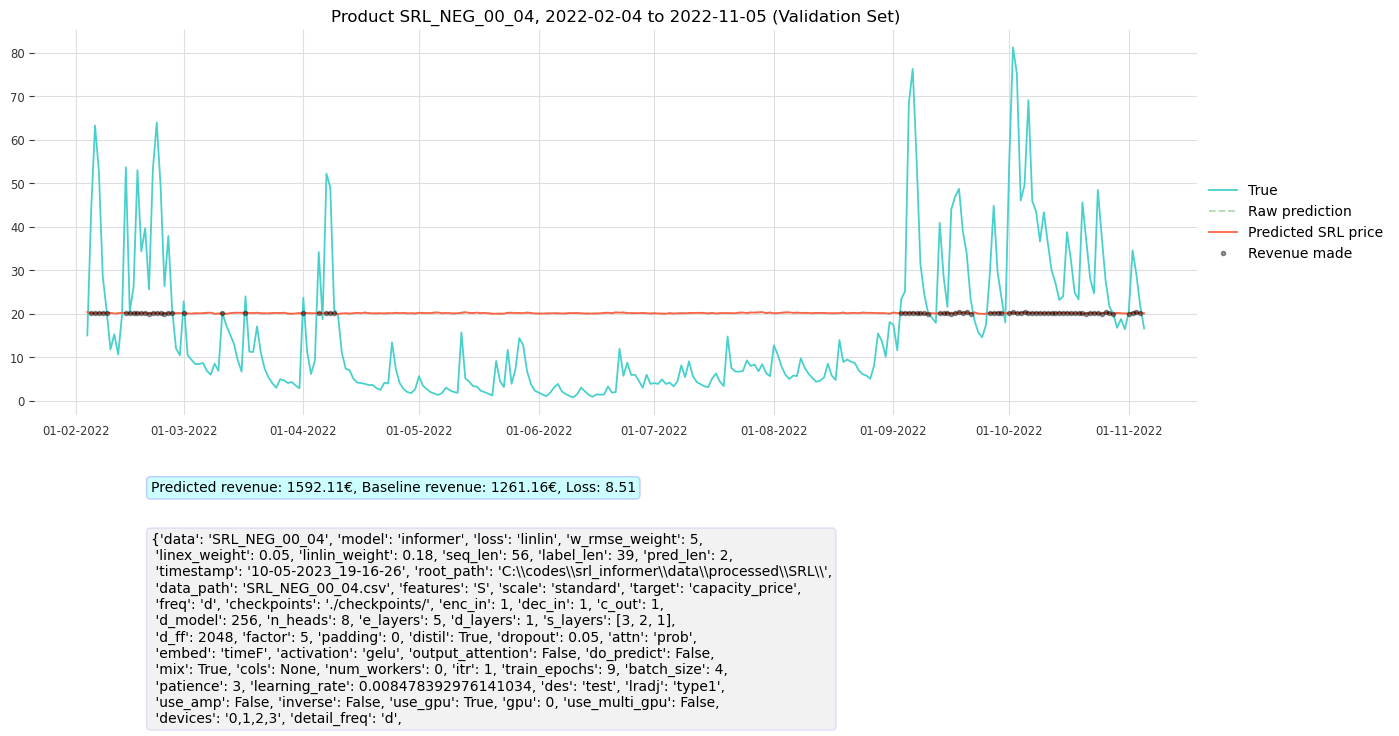 Product SRL_NEG_00_04, 2022-02-04 to 2022-11-05 (Validation Set)
80
70
60
50
40
30
20
10
0
01-02-2022
01-03-2022
01-04-2022
01-05-2022
01-06-2022
01-07-2022
01-08-2022
01-09-2022
01-10-2022
01-11-2022
True
Raw prediction
Predicted SRL price
Revenue made
Predicted revenue: 1592.11€, Baseline revenue: 1261.16€, Loss: 8.51
{'data': 'SRL_NEG_00_04', 'model': 'informer', 'loss': 'linlin', 'w_rmse_weight': 5,
'linex_weight': 0.05, 'linlin_weight': 0.18, 'seq_len': 56, 'label_len': 39, 'pred_len': 2,
'timestamp': '10-05-2023_19-16-26', 'root_path': 'C:\\codes\\srl_informer\\data\\processed\\SRL\\',
'data_path': 'SRL_NEG_00_04.csv', 'features': 'S', 'scale': 'standard', 'target': 'capacity_price',
'freq': 'd', 'checkpoints': './checkpoints/', 'enc_in': 1, 'dec_in': 1, 'c_out': 1,
'd_model': 256, 'n_heads': 8, 'e_layers': 5, 'd_layers': 1, 's_layers': [3, 2, 1],
'd_ff': 2048, 'factor': 5, 'padding': 0, 'distil': True, 'dropout': 0.05, 'attn': 'prob',
'embed': 'timeF', 'activation': 'gelu', 'output_attention': False, 'do_predict': False,
'mix': True, 'cols': None, 'num_workers': 0, 'itr': 1, 'train_epochs': 9, 'batch_size': 4,
'patience': 3, 'learning_rate': 0.008478392976141034, 'des': 'test', 'lradj': 'type1',
'use_amp': False, 'inverse': False, 'use_gpu': True, 'gpu': 0, 'use_multi_gpu': False,
'devices': '0,1,2,3', 'detail_freq': 'd',